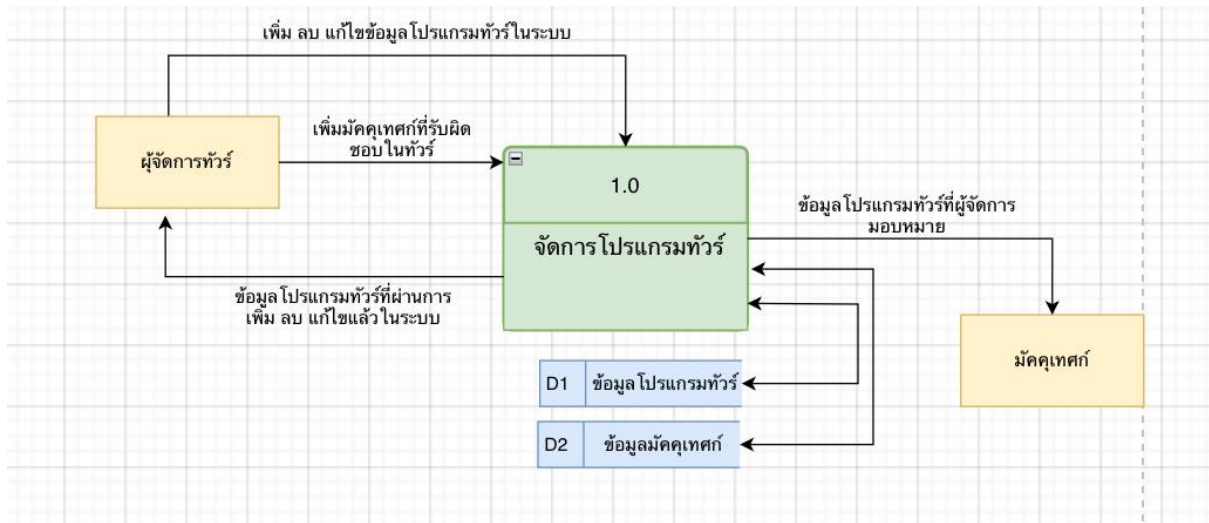 เพิ่ม ลบ แก้ไขข้อมูลโปรแกรมทัวร์ในระบบ
ผู้จัดการทัวร์
เพิ่มมัคคุเทศก์ที่รับผิด
ชอบในทัวร์
1.0
จัดการโปรแกรมทัวร์
ข้อมูลโปรแกรมทัวร์ที่ผู้จัดการ
มอบหมาย
ข้อมูลโปรแกรมทัวร์ที่ผ่านการ
เพิ่ม ลบ แก้ไขแล้วในระบบ
มัคคุเทศก์
D1 ข้อมูลโปรแกรมทัวร์
D2 ข้อมูลมัคคุเทศก์